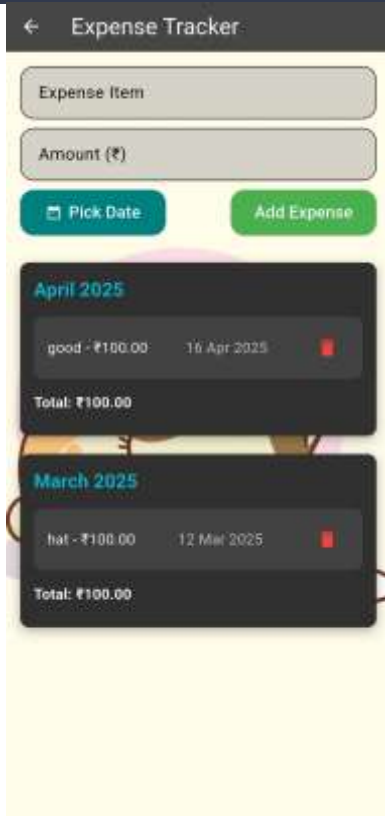 Expense Tracker
Expense Item
Amount (₹)
Pick Date
Add Expense
April 2025
good - ₹100.00 16 Apr 2025
Total: ₹100.00
March 2025
hat - ₹100.00 12 Mar 2025
Total: ₹100.00